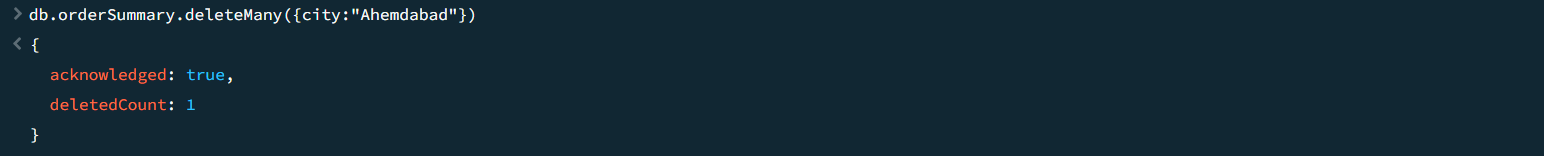 > db.orderSummary.deleteMany({city:"Ahemdabad"})
< {
acknowledged: true,
deletedCount: 1
}